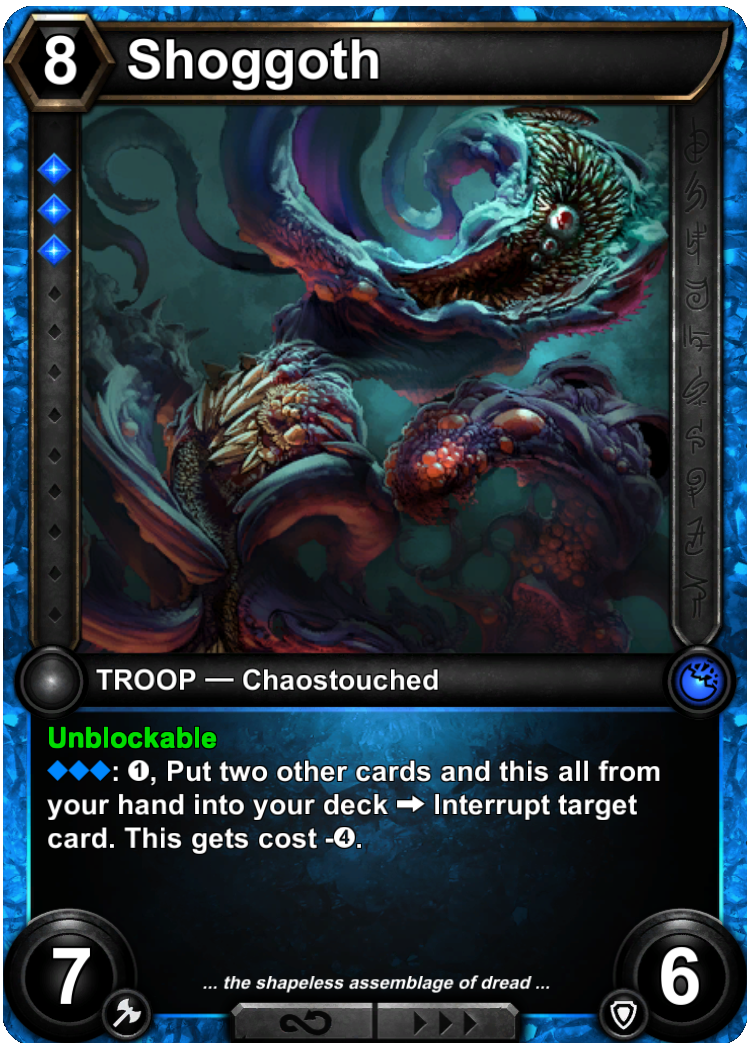 8 Shoggoth
TROOP — Chaostouched
Unblockable
◆◆◆: ❶, Put two other cards and this all from
your hand into your deck ➡ Interrupt target
card. This gets cost -❹.
7 ... the shapeless assemblage of dread ... 6